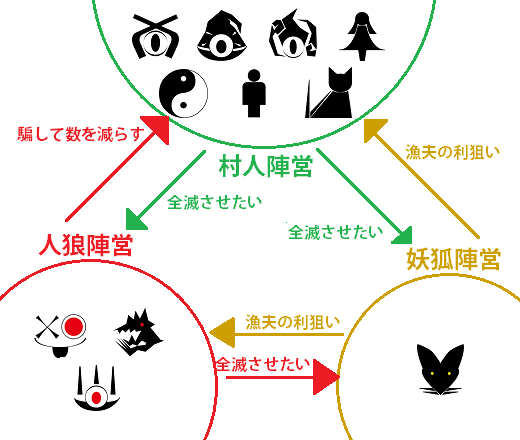 騙して数を減らす
漁夫の利狙い
村人陣営
全滅させたい
全滅させたい
人狼陣営
妖狐陣営
漁夫の利狙い
全滅させたい